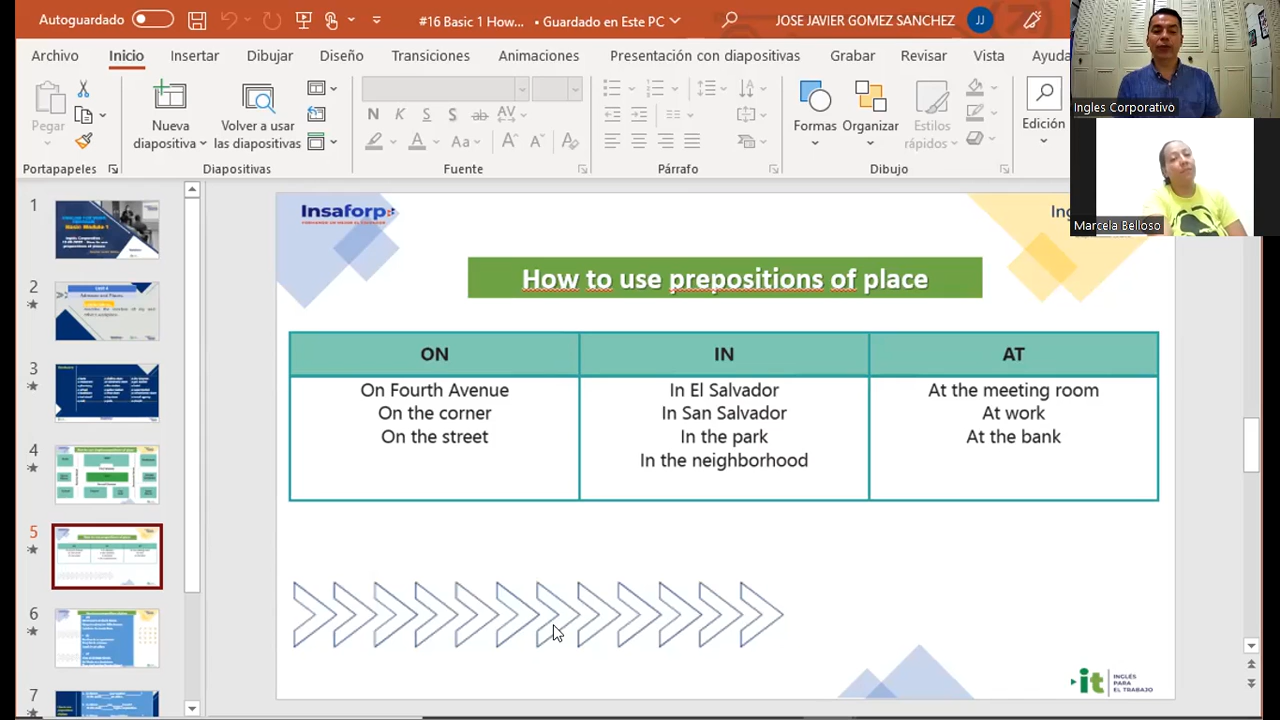 Autoguardado
#16 Basic 1 How... • Guardado en Este PC
JOSE JAVIER GOMEZ SANCHEZ
JJ
Archivo Inicio Insertar Dibujar Diseño Transiciones Animaciones Presentación con diapositivas Grabar Revisar Vista Ayuda
Pegar
Nueva diapositiva
Volver a usar las diapositivas
N K S S ab AV
A Aa A A
Formas Organizar Estilos rápidos Edición
Portapapeles Diapositivas Fuente Párrafo Dibujo
Ingles Corporativo
Marcela Belloso
1
2
3
4
5
6
7
Insaforp
Ing
How to use prepositions of place
ON IN AT
On Fourth Avenue
On the corner
On the street
In El Salvador
In San Salvador
In the park
In the neighborhood
At the meeting room
At work
At the bank
it INGLÉS
PARA
EL TRABAJO